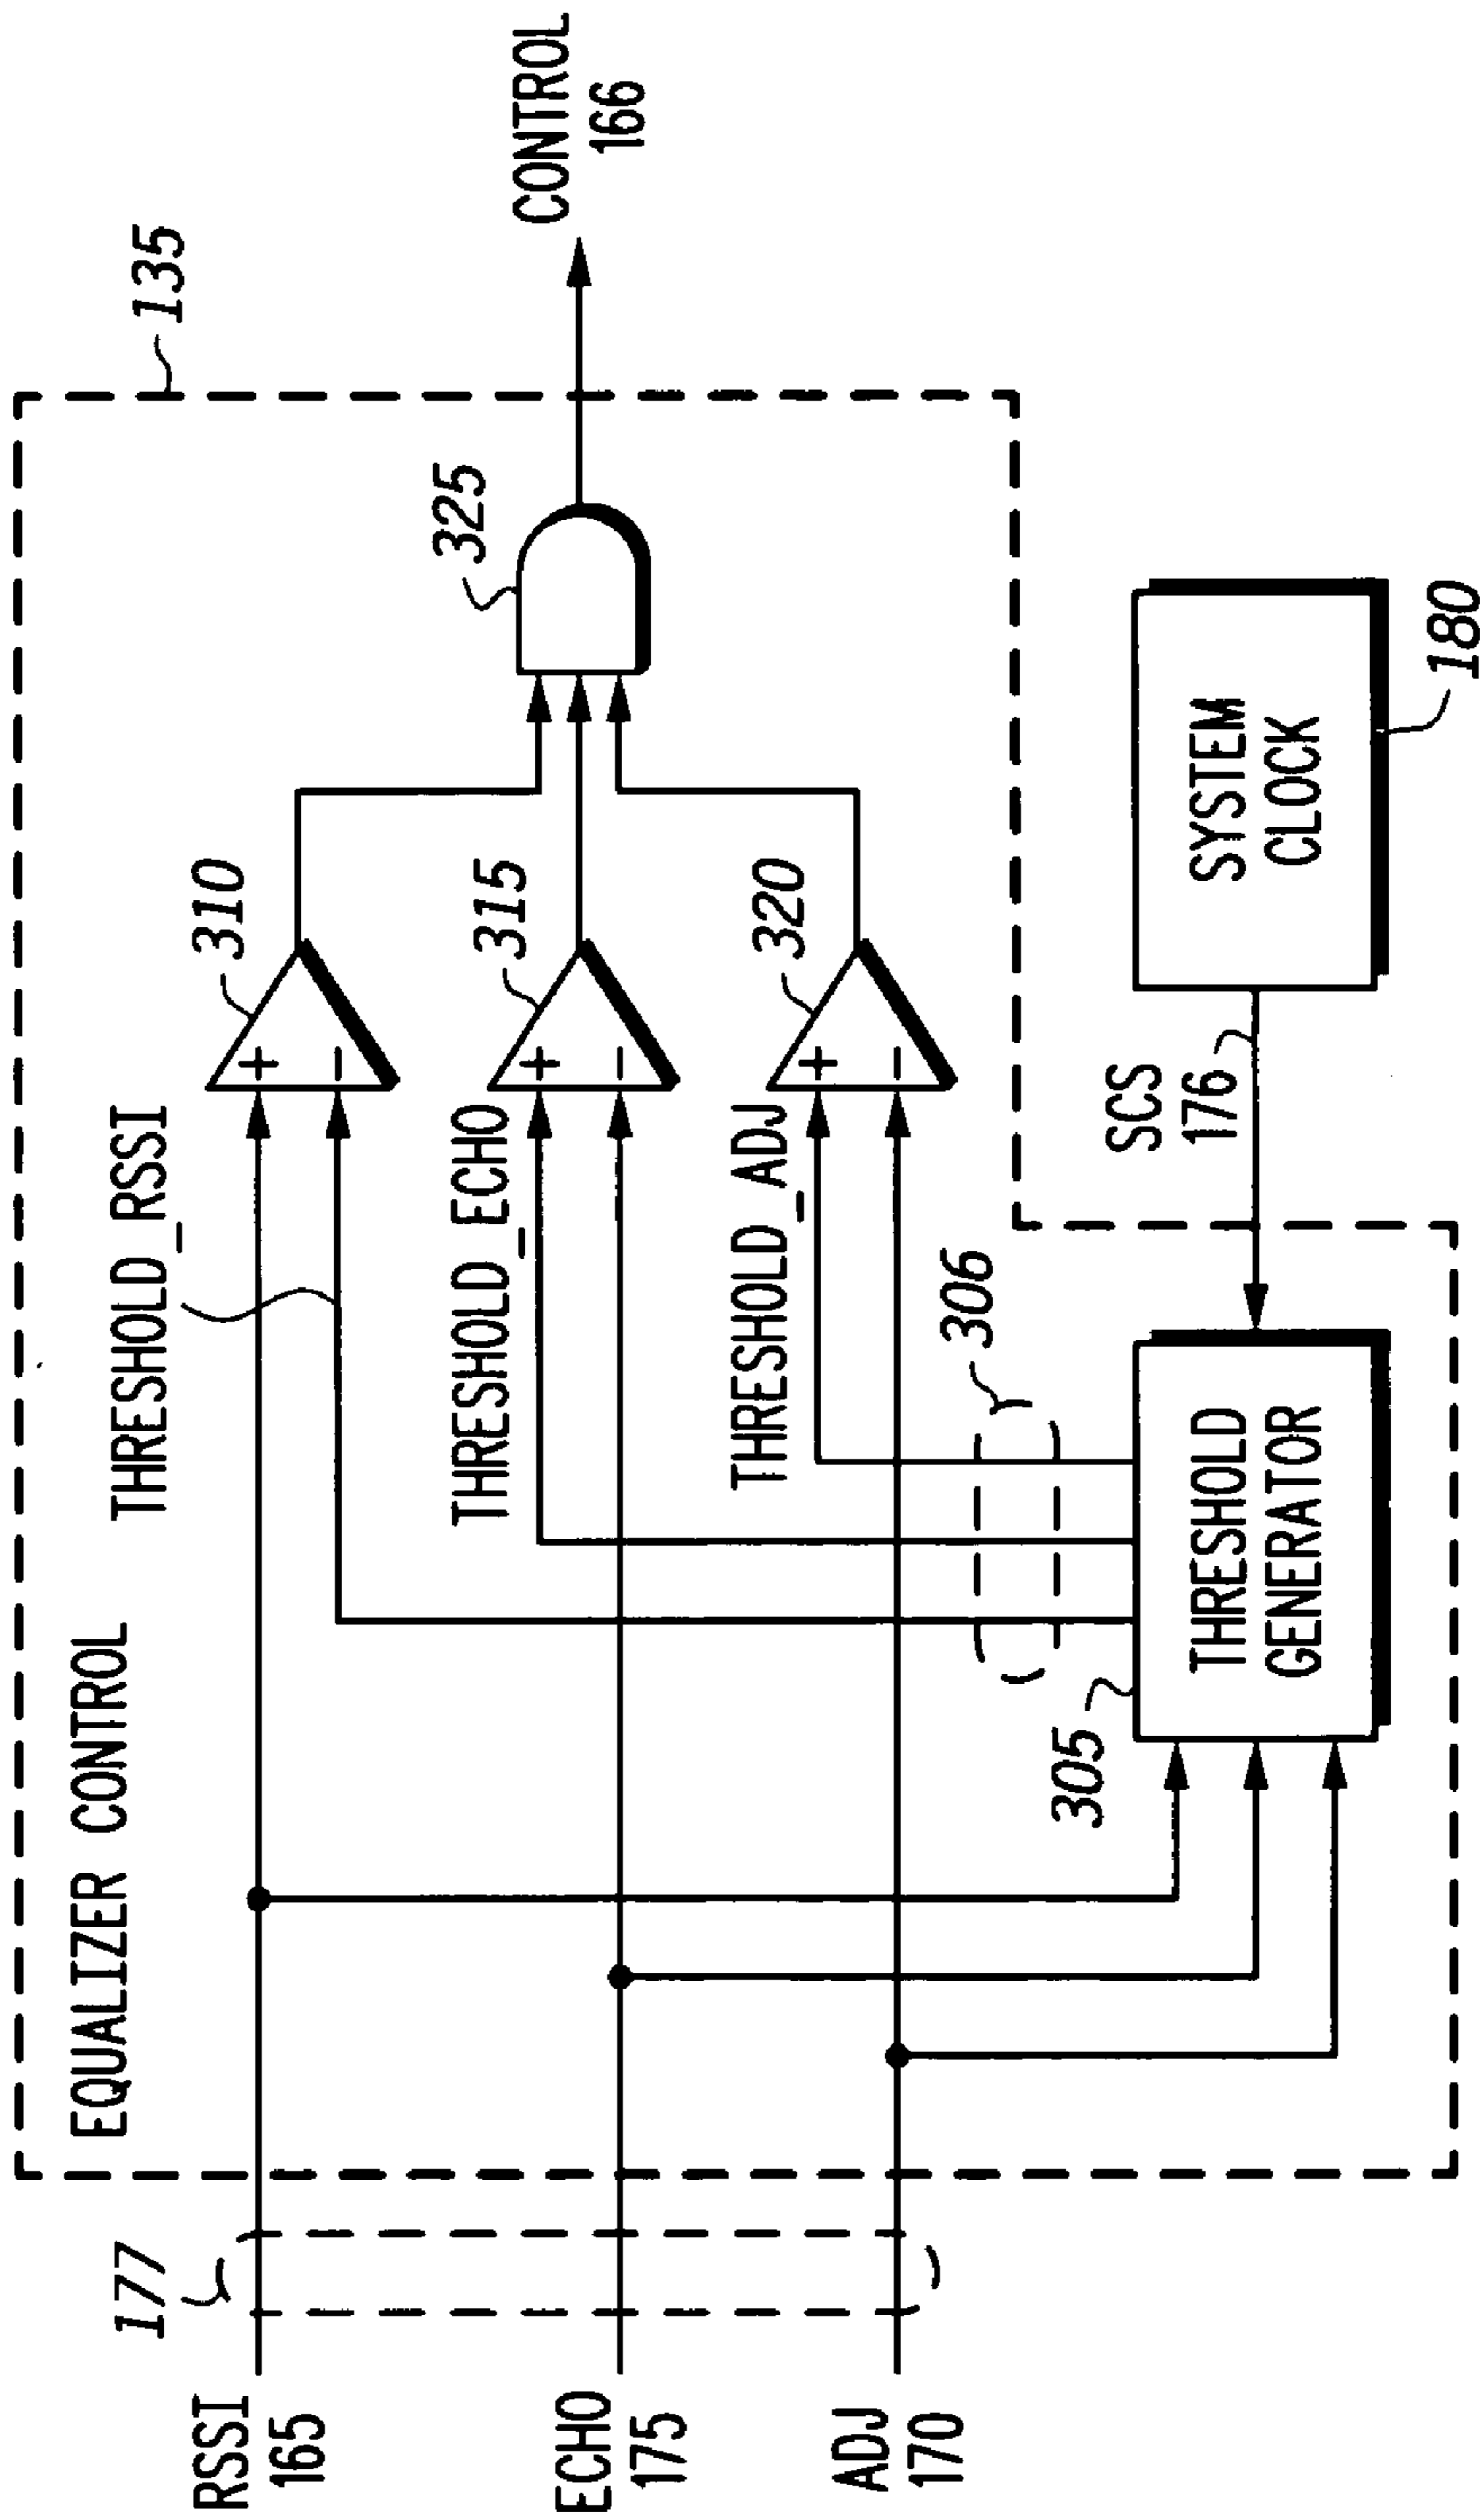 EQUALIZER CONTROL
135
177
RSSI
165
THRESHOLD_RSSI
310
325
CONTROL
166
ECHO
175
THRESHOLD_ECHO
315
ADJ
170
THRESHOLD_ADJ
320
306
305
THRESHOLD
GENERATOR
SCS
176
SYSTEM
CLOCK
180